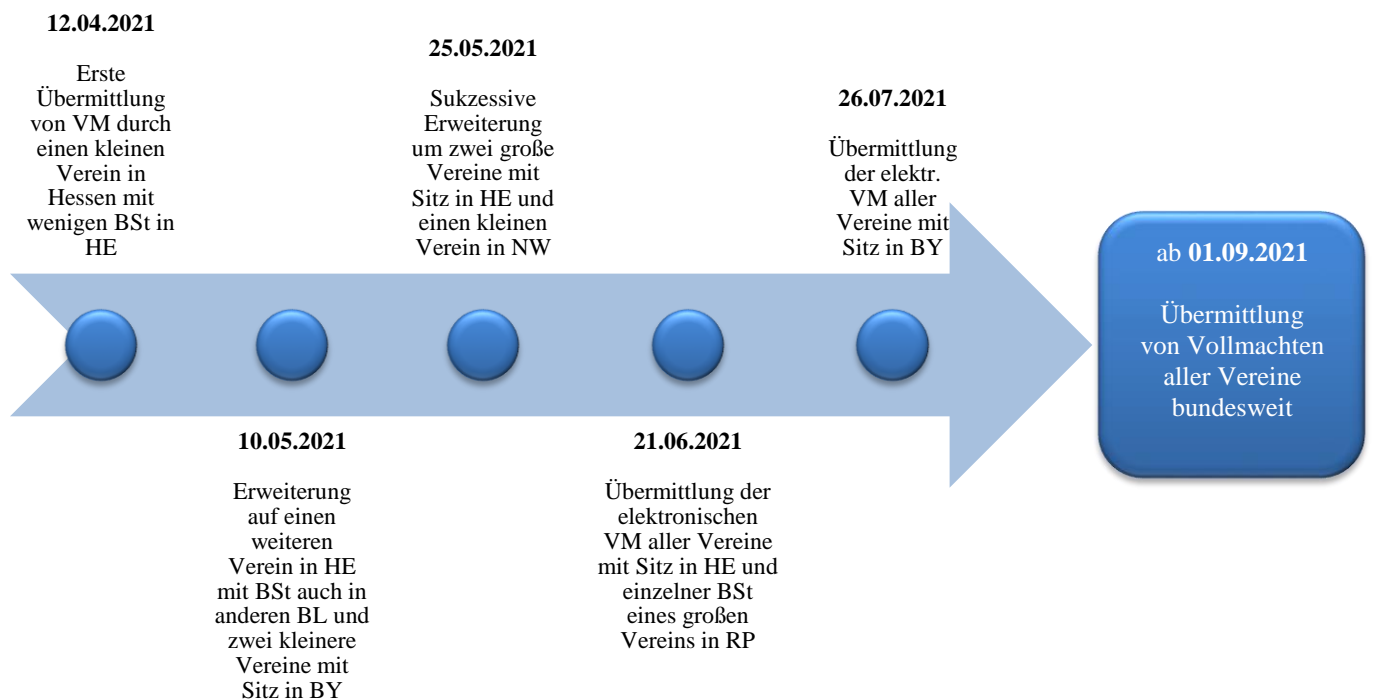 12.04.2021
Erste
Übermittlung
von VM durch
einen kleinen
Verein in
Hessen mit
wenigen BSt in
HE
10.05.2021
Erweiterung
auf einen
weiteren
Verein in HE
mit BSt auch in
anderen BL und
zwei kleinere
Vereine mit
Sitz in BY
25.05.2021
Sukzessive
Erweiterung
um zwei große
Vereine mit
Sitz in HE und
einen kleinen
Verein in NW
21.06.2021
Übermittlung der
elektronischen
VM aller Vereine
mit Sitz in HE und
einzelner BSt
eines großen
Vereins in RP
26.07.2021
Übermittlung
der elektr.
VM aller
Vereine mit
Sitz in BY
ab 01.09.2021
Übermittlung
von Vollmachten
aller Vereine
bundesweit